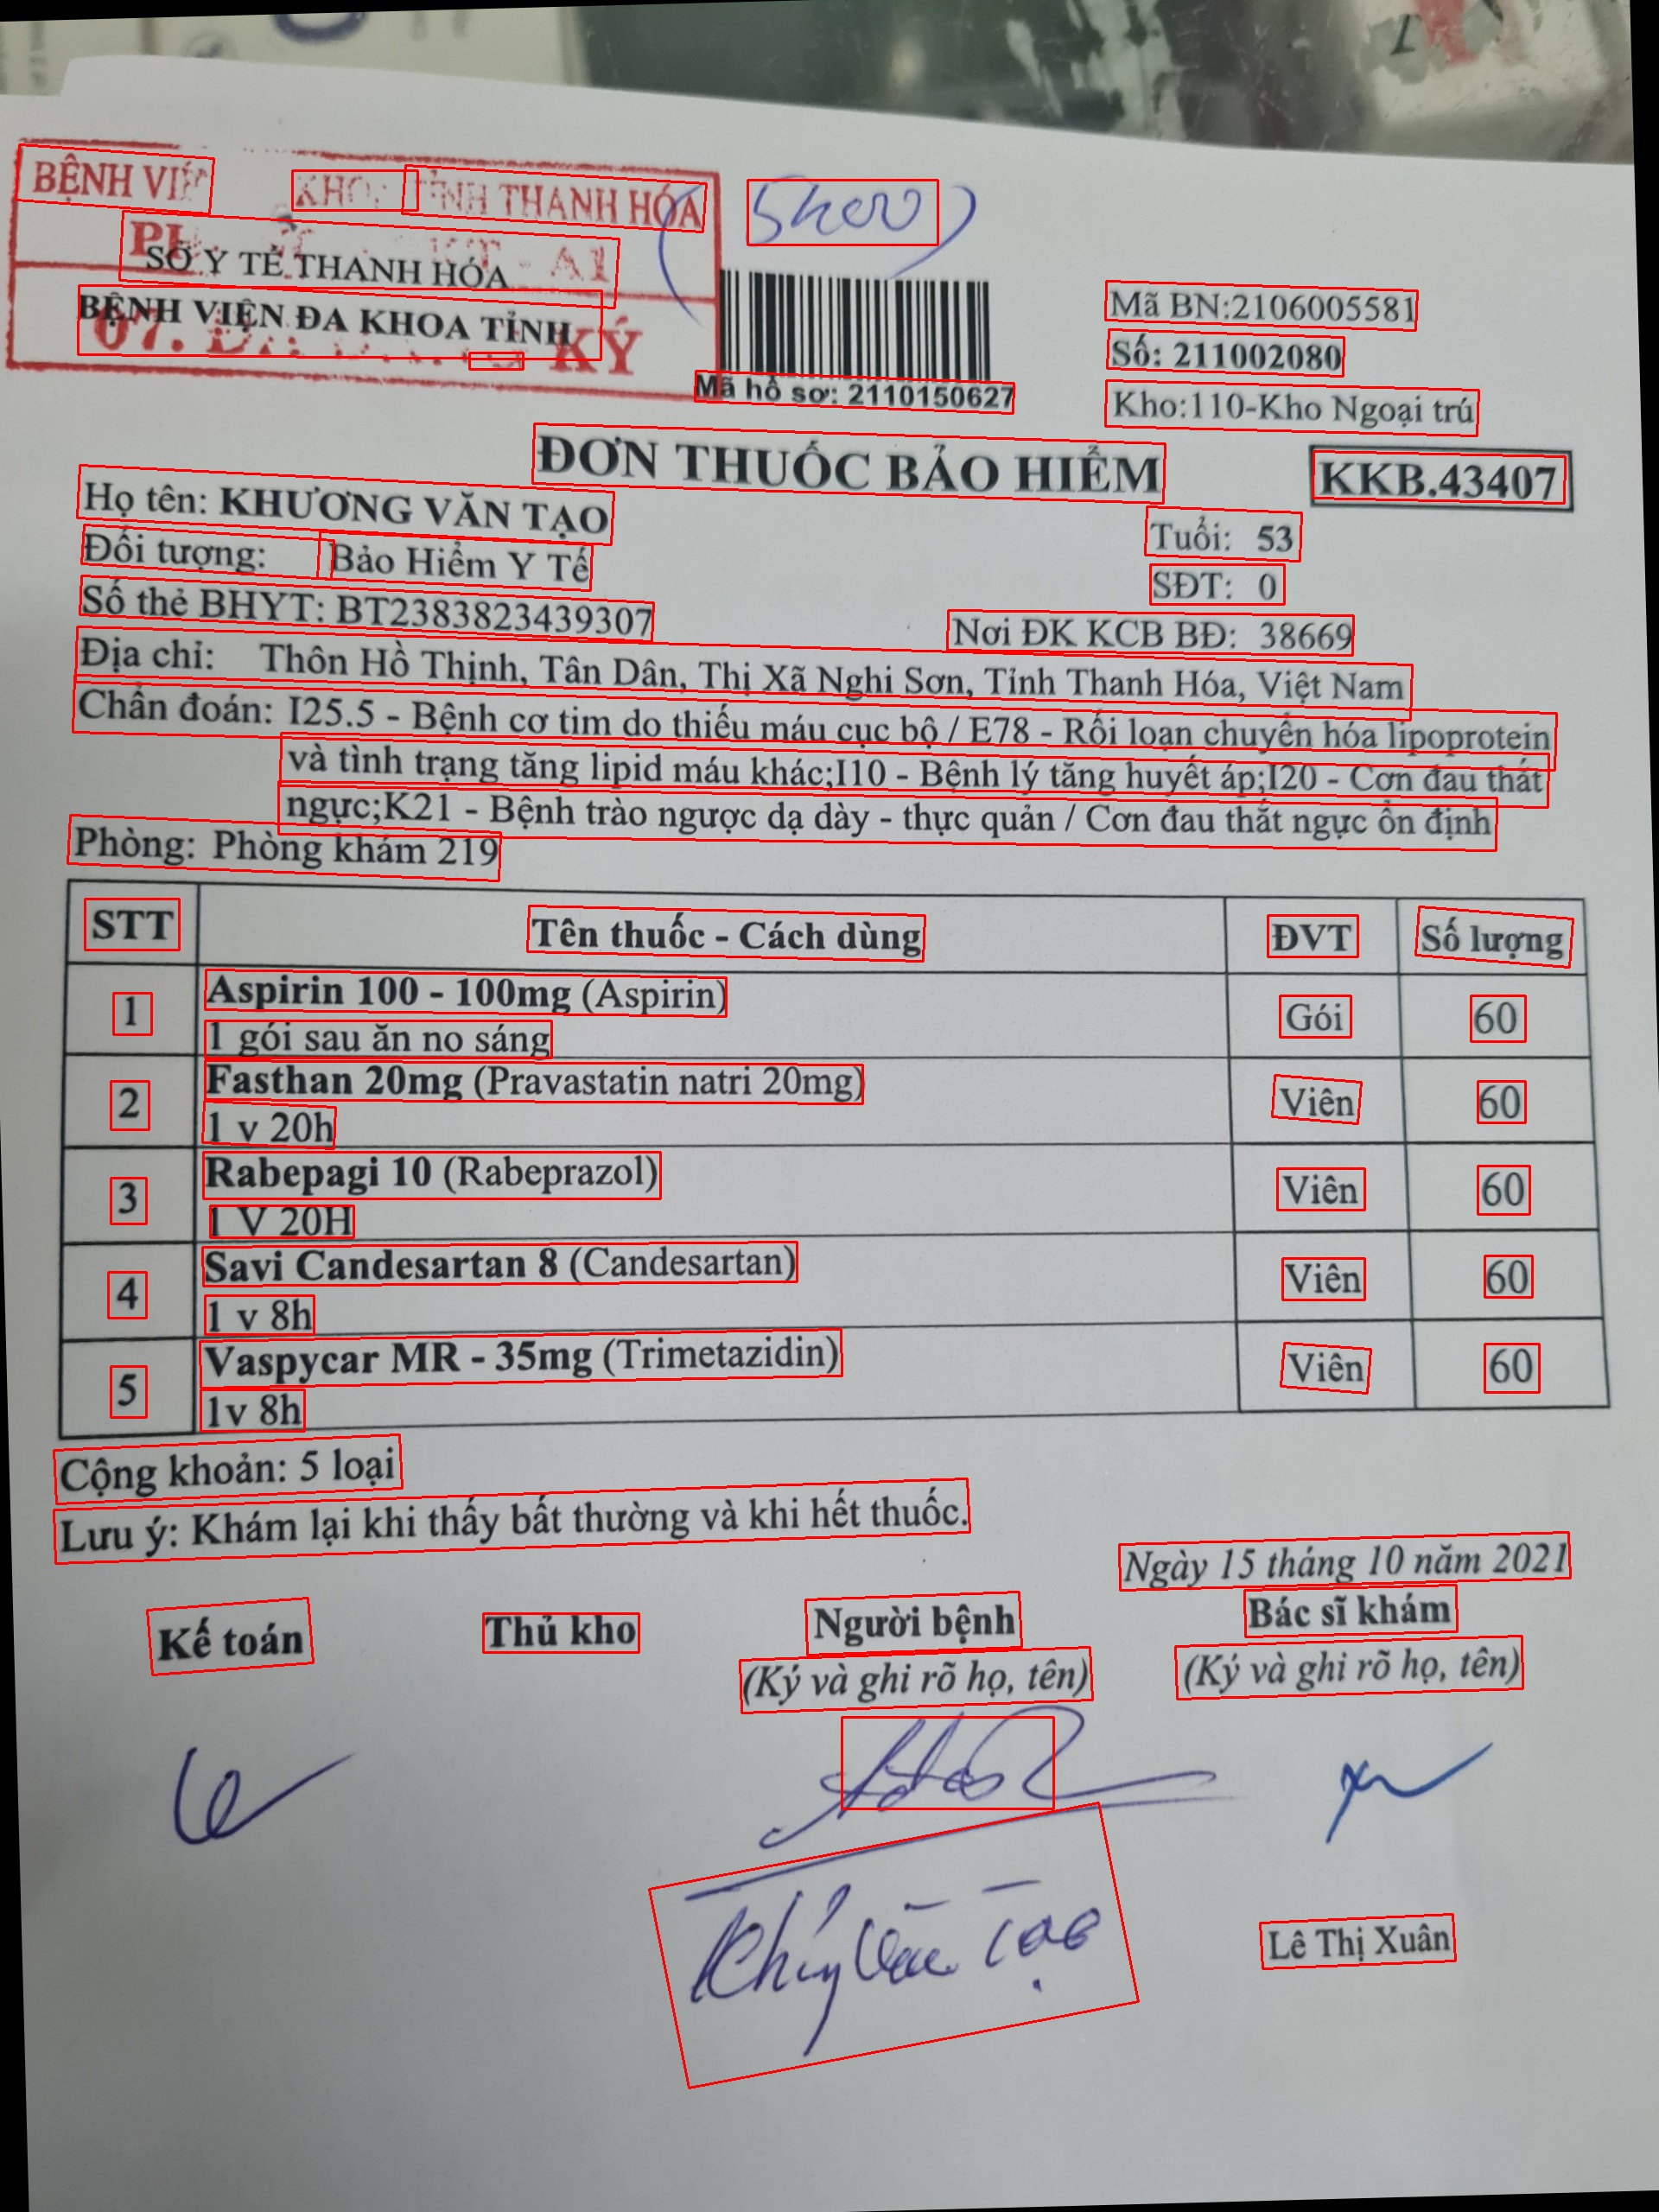 BỆNH VIỆN KHOA TỈNH THANH HÓA
SỞ Y TẾ THANH HÓA
BỆNH VIỆN ĐA KHOA TỈNH
KÝ
Mã hồ sơ: 2110150627
Mã BN:2106005581
Số: 211002080
Kho:110-Kho Ngoại trú
ĐƠN THUỐC BẢO HIỂM
KKB.43407
Họ tên: KHƯƠNG VĂN TẠO
Tuổi: 53
Đối tượng: Bảo Hiểm Y Tế
SĐT: 0
Số thẻ BHYT: BT2383823439307
Nơi ĐK KCB BĐ: 38669
Địa chỉ: Thôn Hồ Thịnh, Tân Dân, Thị Xã Nghi Sơn, Tỉnh Thanh Hóa, Việt Nam
Chẩn đoán: I25.5 - Bệnh cơ tim do thiếu máu cục bộ / E78 - Rối loạn chuyển hóa lipoprotein
và tình trạng tăng lipid máu khác;I10 - Bệnh lý tăng huyết áp;I20 - Cơn đau thắt
ngực;K21 - Bệnh trào ngược dạ dày - thực quản / Cơn đau thắt ngực ổn định
Phòng: Phòng khám 219
STT Tên thuốc - Cách dùng ĐVT Số lượng
1 Aspirin 100 - 100mg (Aspirin) Gói 60
1 gói sau ăn no sáng
2 Fasthan 20mg (Pravastatin natri 20mg) Viên 60
1 v 20h
3 Rabepagi 10 (Rabeprazol) Viên 60
1 V 20H
4 Savi Candesartan 8 (Candesartan) Viên 60
1 v 8h
5 Vaspycar MR - 35mg (Trimetazidin) Viên 60
1v 8h
Cộng khoản: 5 loại
Lưu ý: Khám lại khi thấy bất thường và khi hết thuốc.
Ngày 15 tháng 10 năm 2021
Kế toán Thủ kho Người bệnh Bác sĩ khám
(Ký và ghi rõ họ, tên) (Ký và ghi rõ họ, tên)
Văn Tạo
Lê Thị Xuân